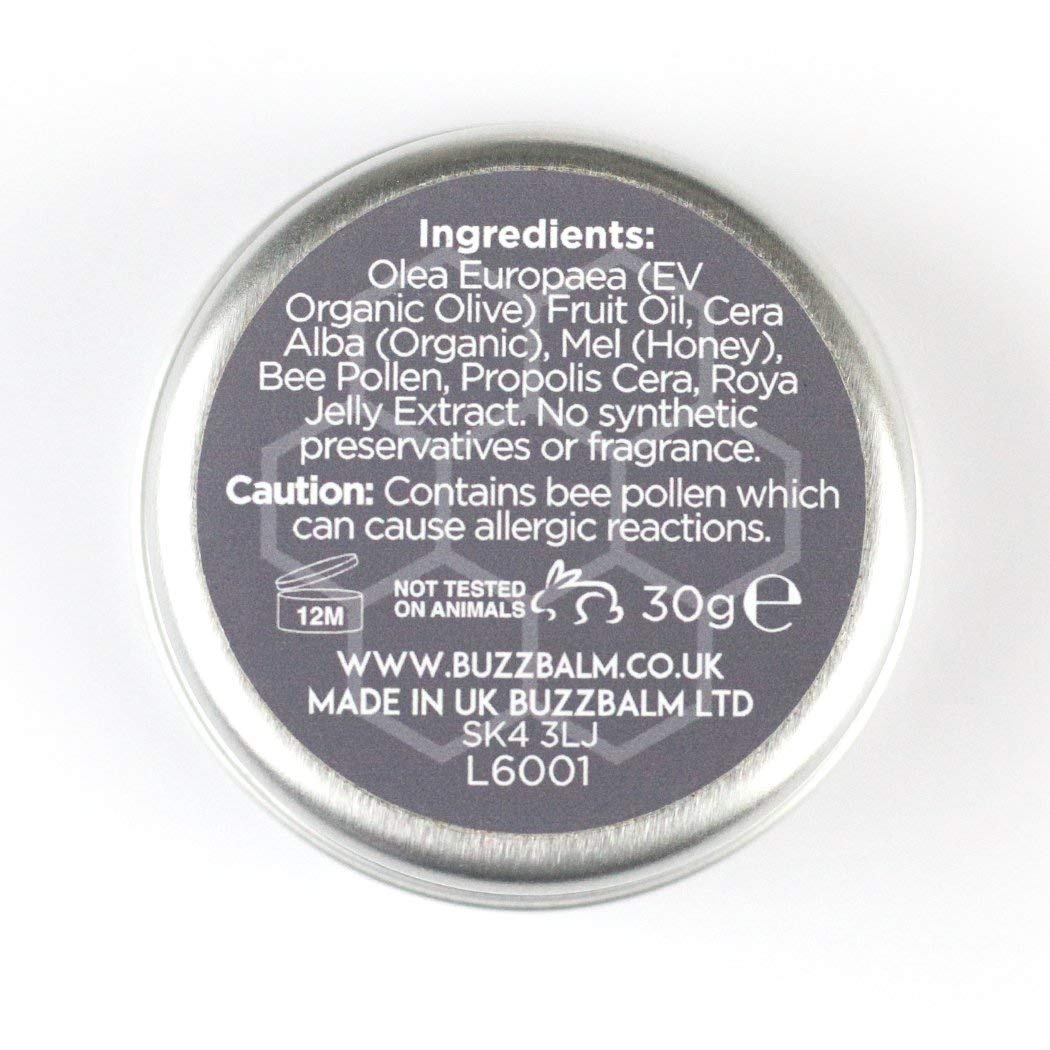 Ingredients:
Olea Europaea (EV
Organic Olive) Fruit Oil, Cera
Alba (Organic), Mel (Honey),
Bee Pollen, Propolis Cera, Roya
Jelly Extract. No synthetic
preservatives or fragrance.
Caution: Contains bee pollen which
can cause allergic reactions.
12M
NOT TESTED
ON ANIMALS
30g e
WWW.BUZZBALM.CO.UK
MADE IN UK BUZZBALM LTD
SK4 3LJ
L6001